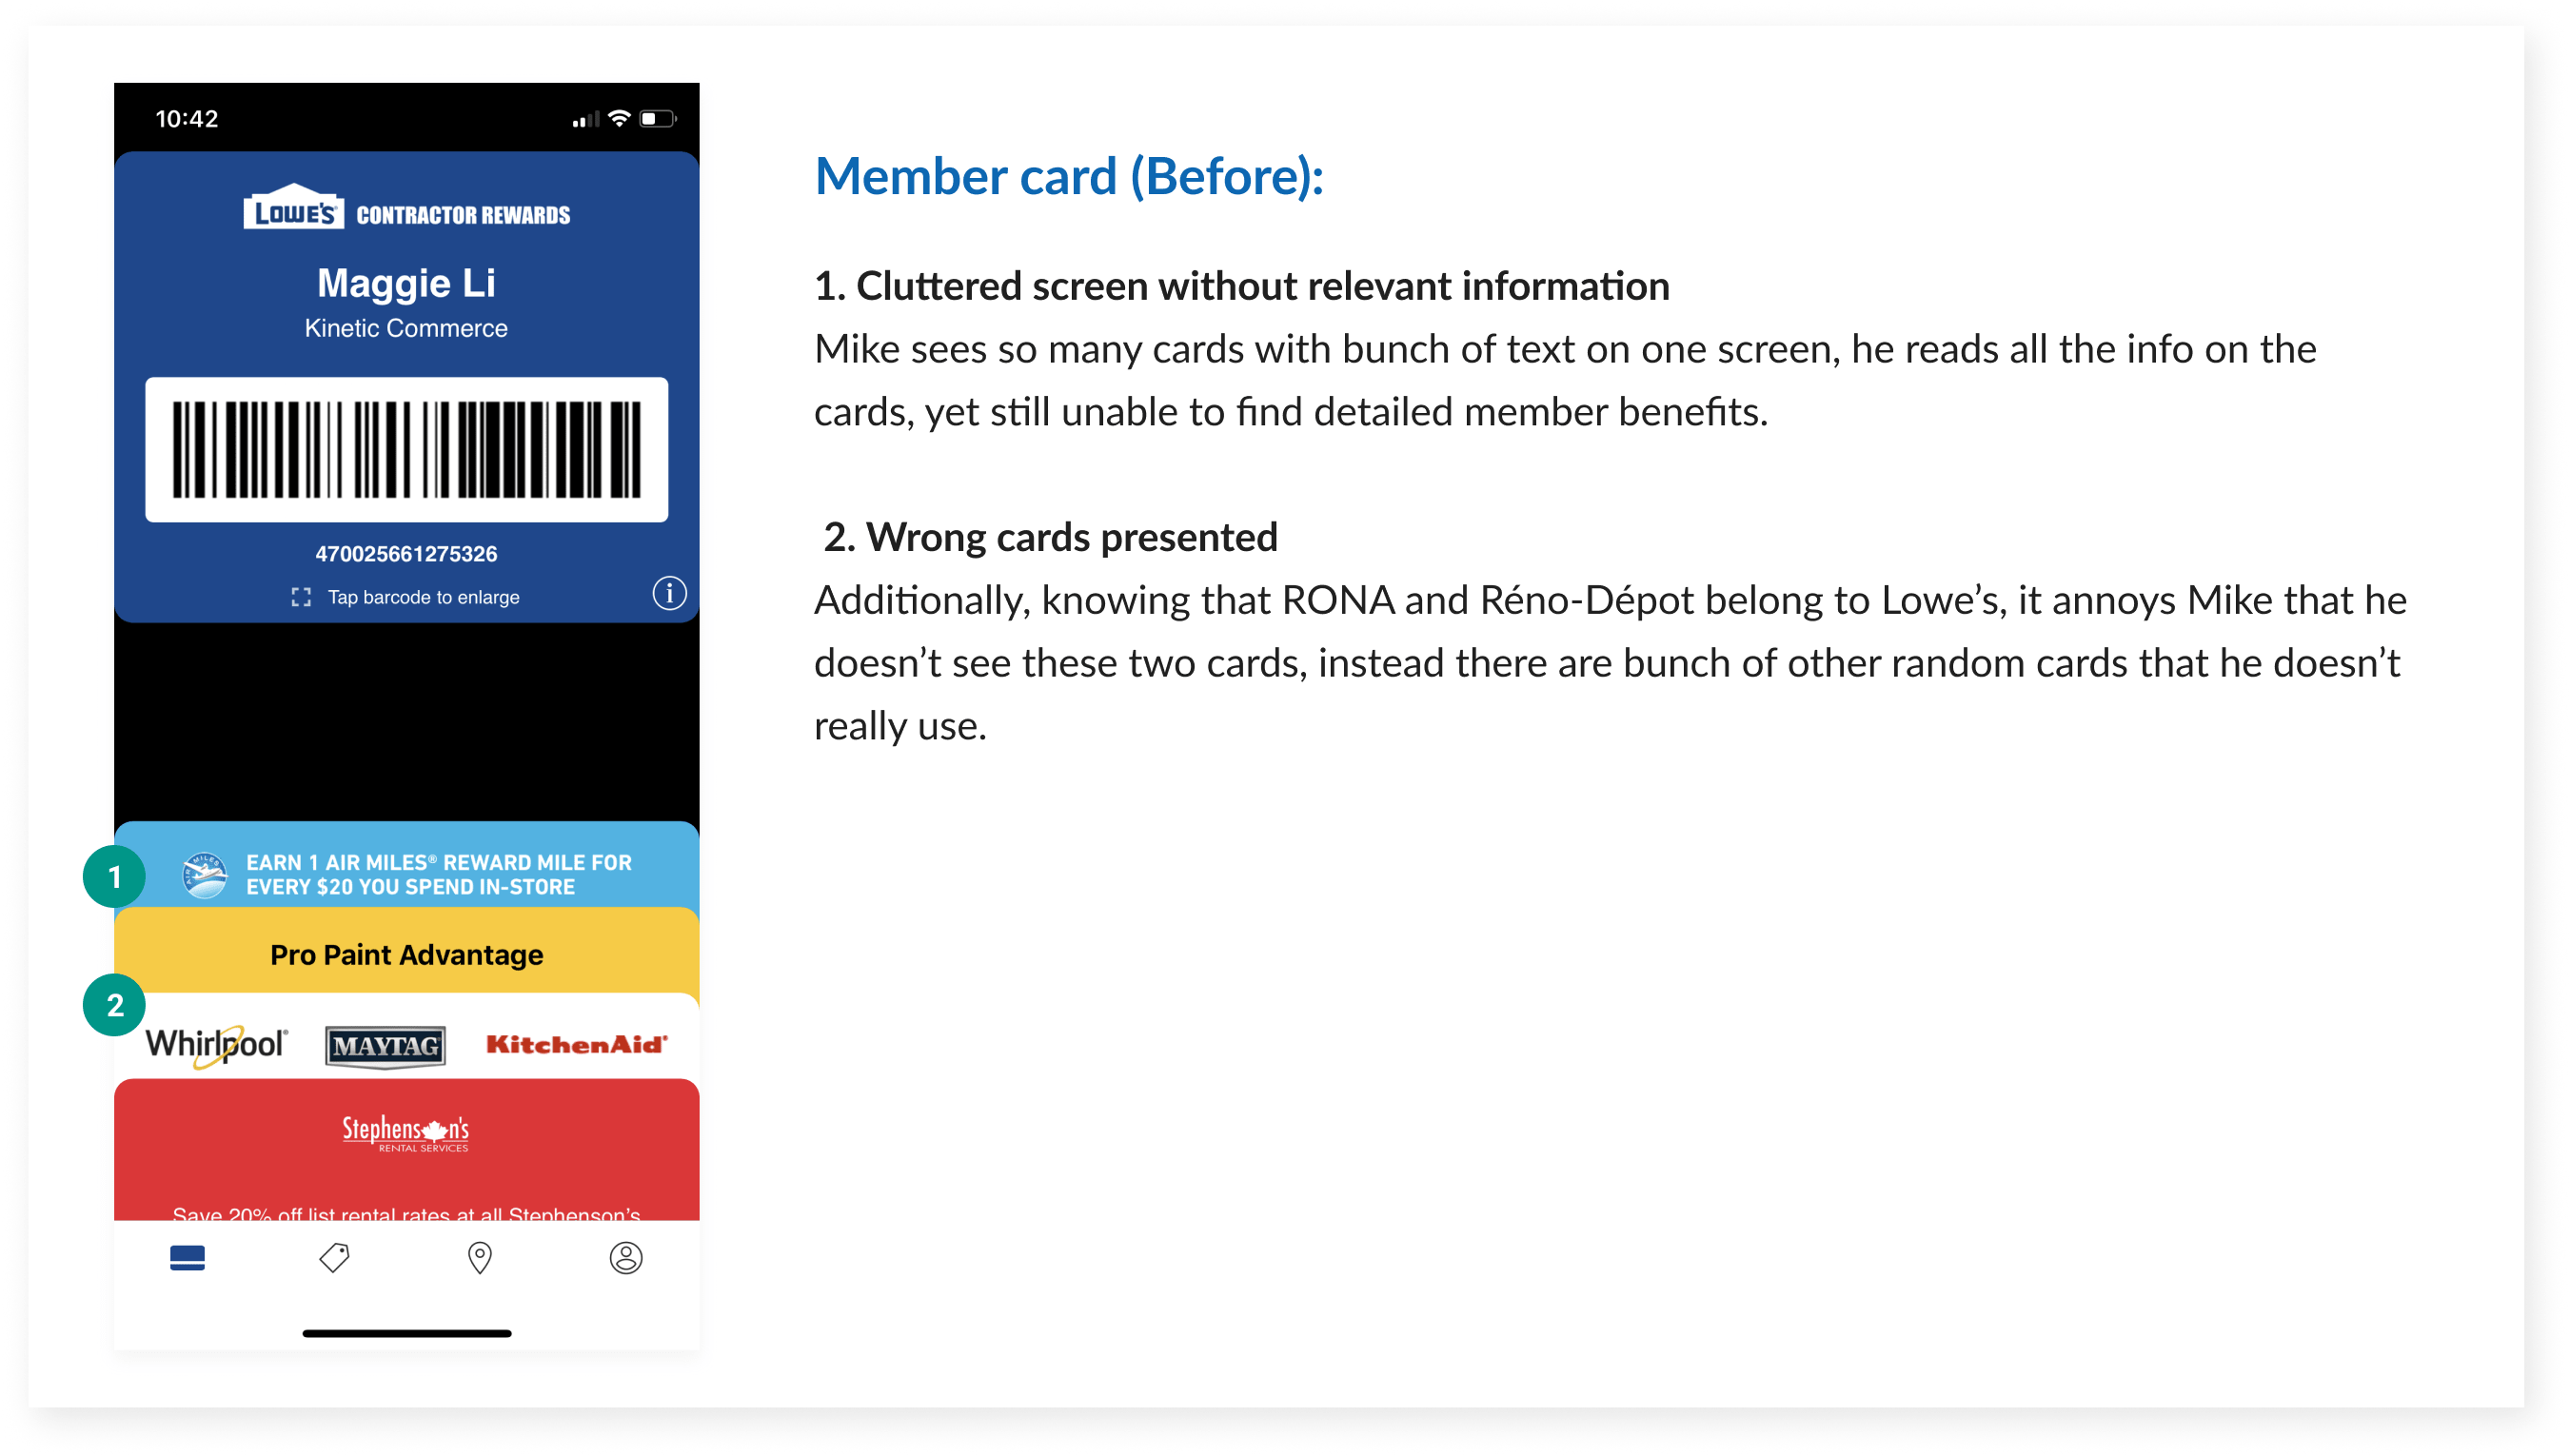 10:42
LOWE'S CONTRACTOR REWARDS
Maggie Li
Kinetic Commerce
470025661275326
Tap barcode to enlarge
i
1
AIR MILES
EARN 1 AIR MILES® REWARD MILE FOR
EVERY $20 YOU SPEND IN-STORE
Pro Paint Advantage
2
Whirlpool® MAYTAG KitchenAid®
Stephenson's
RENTAL SERVICES
Save 20% off list rental rates at all Stephenson's
Member card (Before):
1. Cluttered screen without relevant information
Mike sees so many cards with bunch of text on one screen, he reads all the info on the
cards, yet still unable to find detailed member benefits.
2. Wrong cards presented
Additionally, knowing that RONA and Réno-Dépot belong to Lowe’s, it annoys Mike that he
doesn’t see these two cards, instead there are bunch of other random cards that he doesn’t
really use.